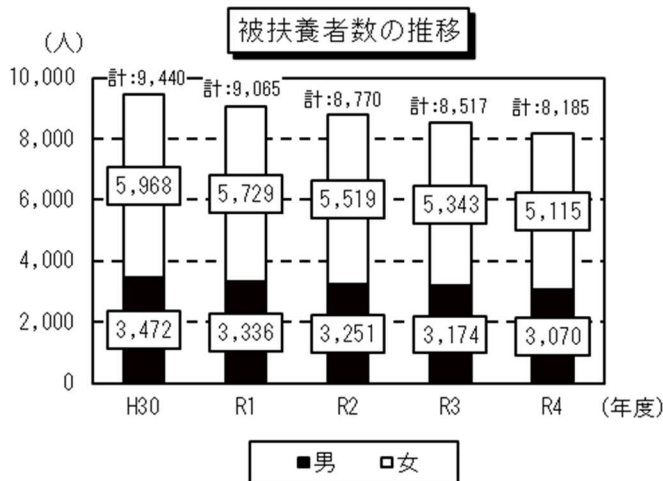 被扶養者数の推移
(人)
10,000
8,000
6,000
4,000
2,000
0
計:9,440
計:9,065
計:8,770
計:8,517
計:8,185
5,968
5,729
5,519
5,343
5,115
3,472
3,336
3,251
3,174
3,070
H30 R1 R2 R3 R4 (年度)
■男 □女